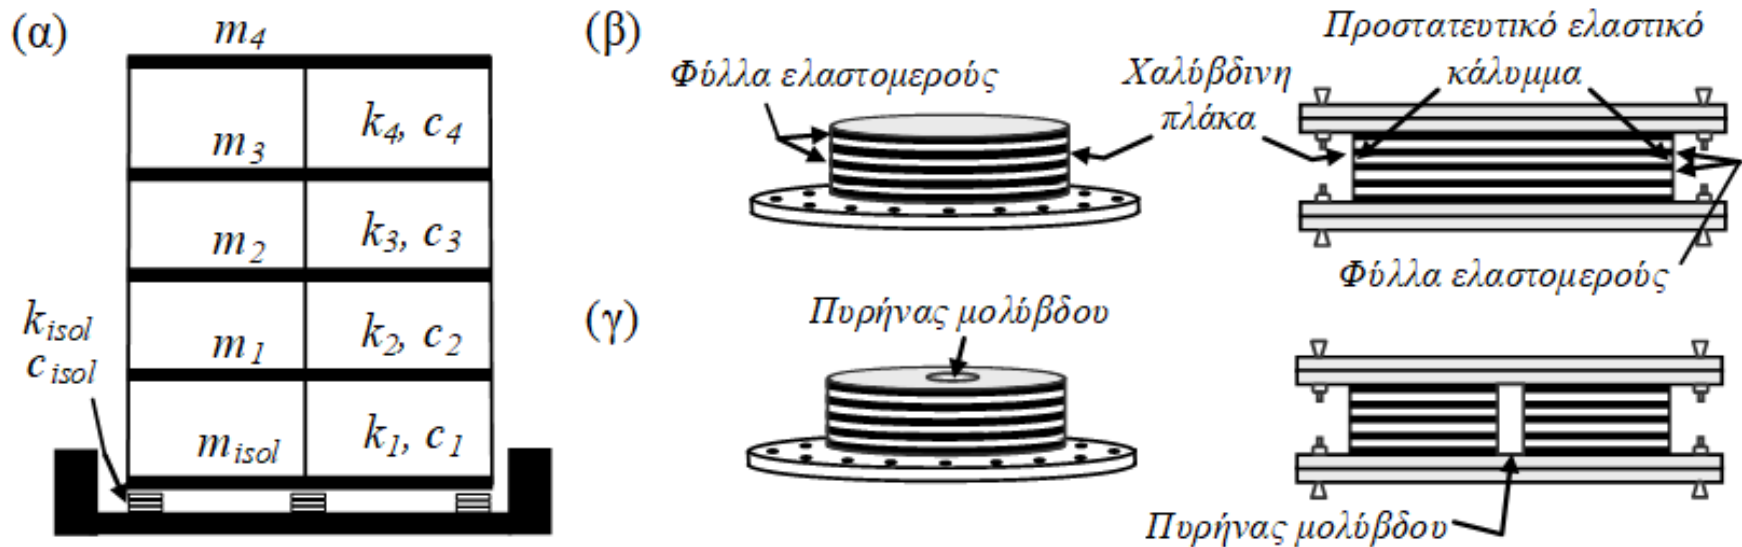 (α)
m4
k4, c4
m3
k3, c3
m2
k2, c2
m1
k1, c1
misol
kisol
cisol
(β)
Φύλλα ελαστομερούς
Χαλύβδινη
πλάκα
Προστατευτικό ελαστικό
κάλυμμα
Φύλλα ελαστομερούς
(γ)
Πυρήνας μολύβδου
Πυρήνας μολύβδου